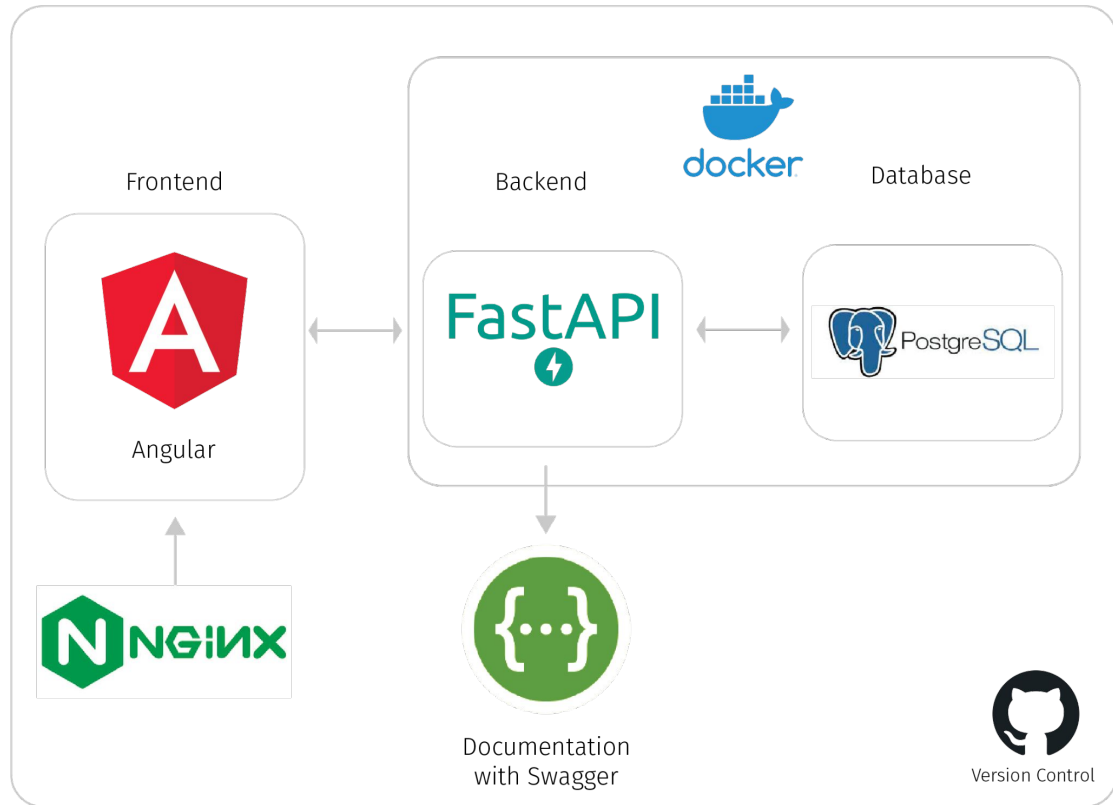 docker
Frontend
Backend
Database
A
FastAPI
PostgreSQL
Angular
N NGINX
{...}
Documentation
with Swagger
Version Control